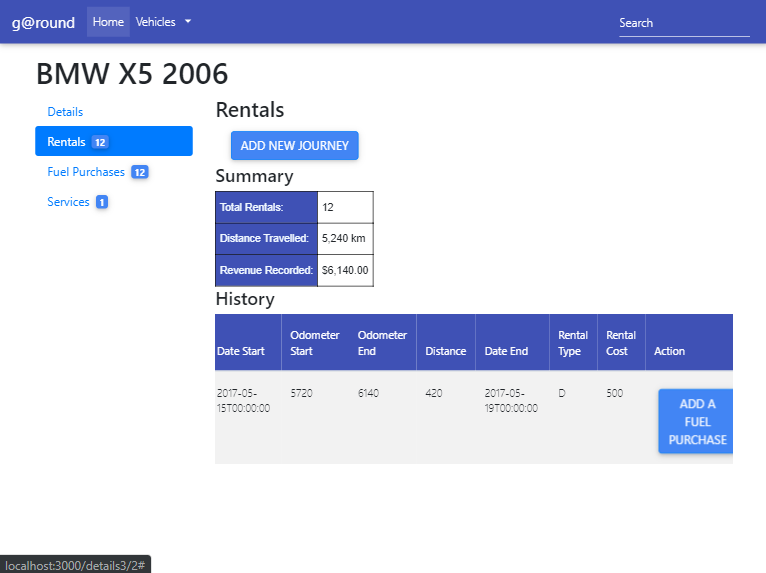 g@round Home Vehicles Search
BMW X5 2006
Details
Rentals 12
Fuel Purchases 12
Services 1
Rentals
ADD NEW JOURNEY
Summary
Total Rentals: 12
Distance Travelled: 5,240 km
Revenue Recorded: $6,140.00
History
Date Start Odometer Start Odometer End Distance Date End Rental Type Rental Cost Action
2017-05-15T00:00:00 5720 6140 420 2017-05-19T00:00:00 D 500 ADD A FUEL PURCHASE
localhost:3000/details3/2#